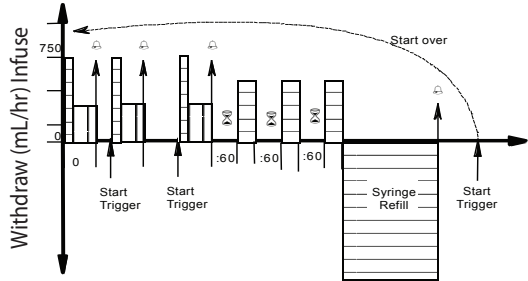 Withdraw (mL/hr) Infuse
750
0
0
Start over
:60
:60
:60
Start
Trigger
Start
Trigger
Syringe
Refill
Start
Trigger